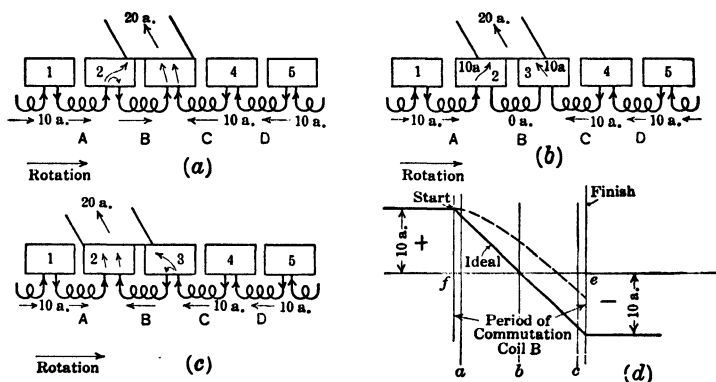 20 a.
1 2 4 5
10 a. 10 a. 10 a.
A B C D
(a)
Rotation
20 a.
1 10a 2 3 10a 4 5
10 a. 0 a. 10 a. 10 a.
A B C D
(b)
Rotation
20 a.
1 2 3 4 5
10 a. 10 a. 10 a.
A B C D
(c)
Rotation
Start
Finish
10 a.
+
Ideal
f
e
−
10 a.
Period of
Commutation
Coil B
a b c
(d)